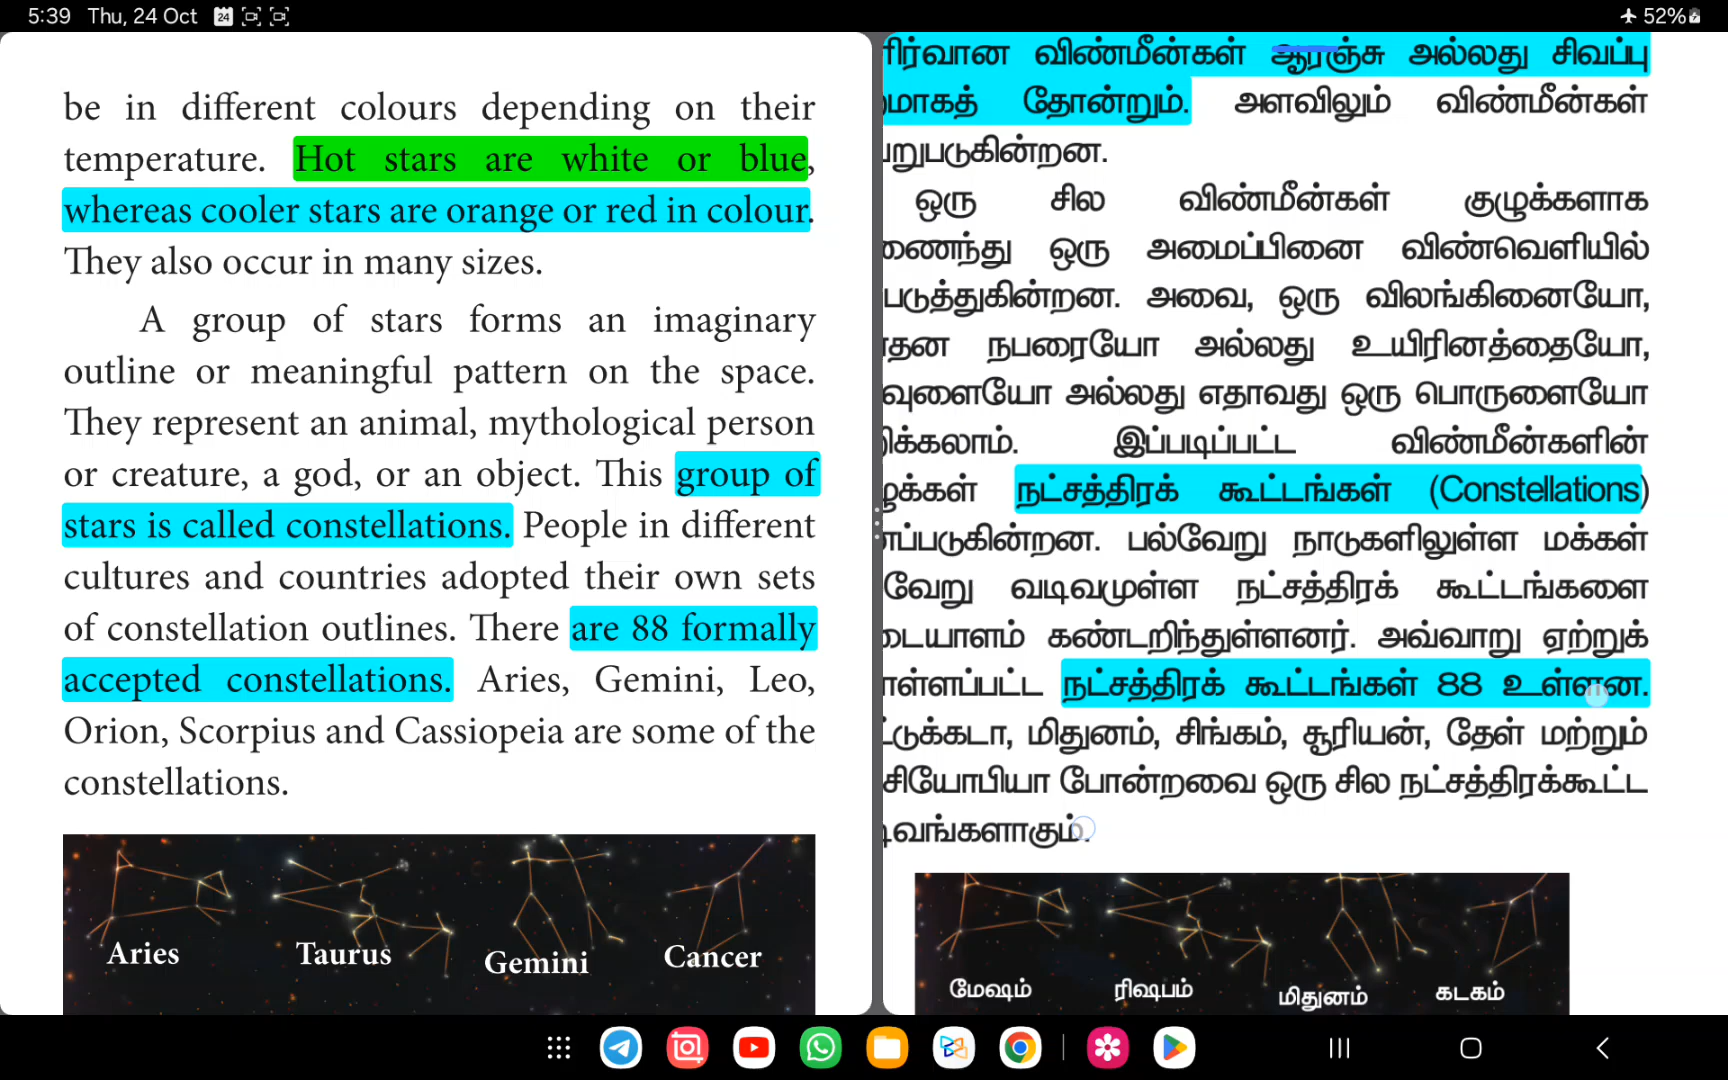 5:39 Thu, 24 Oct 24
52%
be in different colours depending on their
temperature. Hot stars are white or blue,
whereas cooler stars are orange or red in colour.
They also occur in many sizes.
A group of stars forms an imaginary
outline or meaningful pattern on the space.
They represent an animal, mythological person
or creature, a god, or an object. This group of
stars is called constellations. People in different
cultures and countries adopted their own sets
of constellation outlines. There are 88 formally
accepted constellations. Aries, Gemini, Leo,
Orion, Scorpius and Cassiopeia are some of the
constellations.
Aries Taurus Gemini Cancer
விண்மீன்கள் ஆரஞ்சு அல்லது சிவப்பு
தோன்றும். அளவிலும் விண்மீன்கள்
ஒரு சில விண்மீன்கள் குழுக்களாக
ஒரு அமைப்பினை விண்வெளியில்
அவை, ஒரு விலங்கினையோ,
நபரையோ அல்லது உயிரினத்தையோ,
அல்லது எதாவது ஒரு பொருளையோ
இப்படிப்பட்ட விண்மீன்களின்
நட்சத்திரக் கூட்டங்கள் (Constellations)
பல்வேறு நாடுகளிலுள்ள மக்கள்
வடிவமுள்ள நட்சத்திரக் கூட்டங்களை
கண்டறிந்துள்ளனர். அவ்வாறு ஏற்றுக்
நட்சத்திரக் கூட்டங்கள் 88 உள்ளன.
மிதுனம், சிங்கம், சூரியன், தேள் மற்றும்
போன்றவை ஒரு சில நட்சத்திரக்கூட்ட
மேஷம் ரிஷபம் மிதுனம் கடகம்